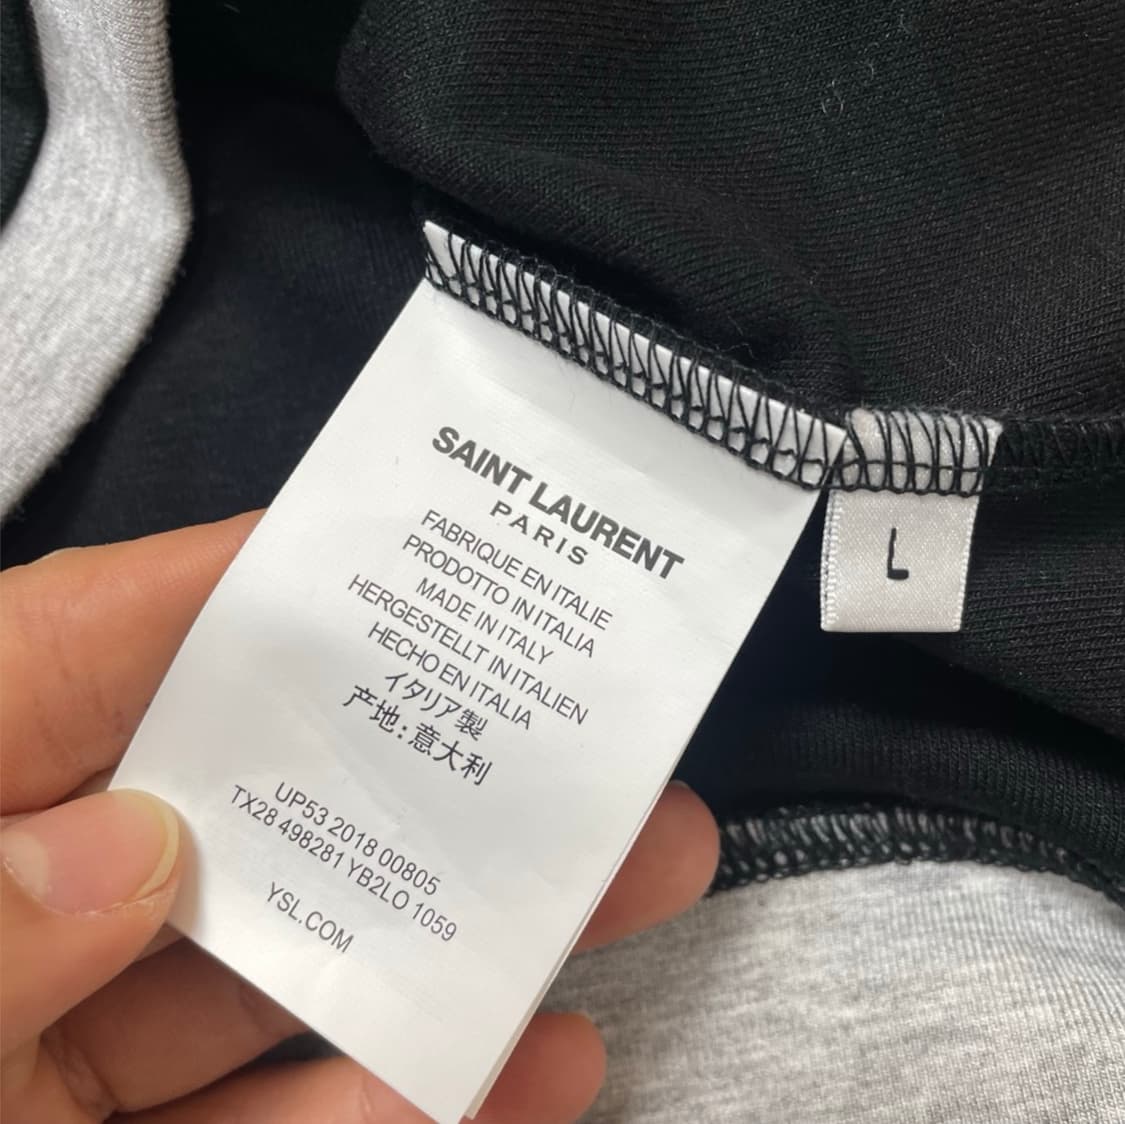 SAINT LAURENT
PARIS
FABRIQUE EN ITALIE
PRODOTTO IN ITALIA
MADE IN ITALY
HERGESTELLT IN ITALIEN
HECHO EN ITALIA
イタリア製
产地：意大利
UP53 2018 00805
TX28 498281 YB2LO 1059
YSL.COM
L